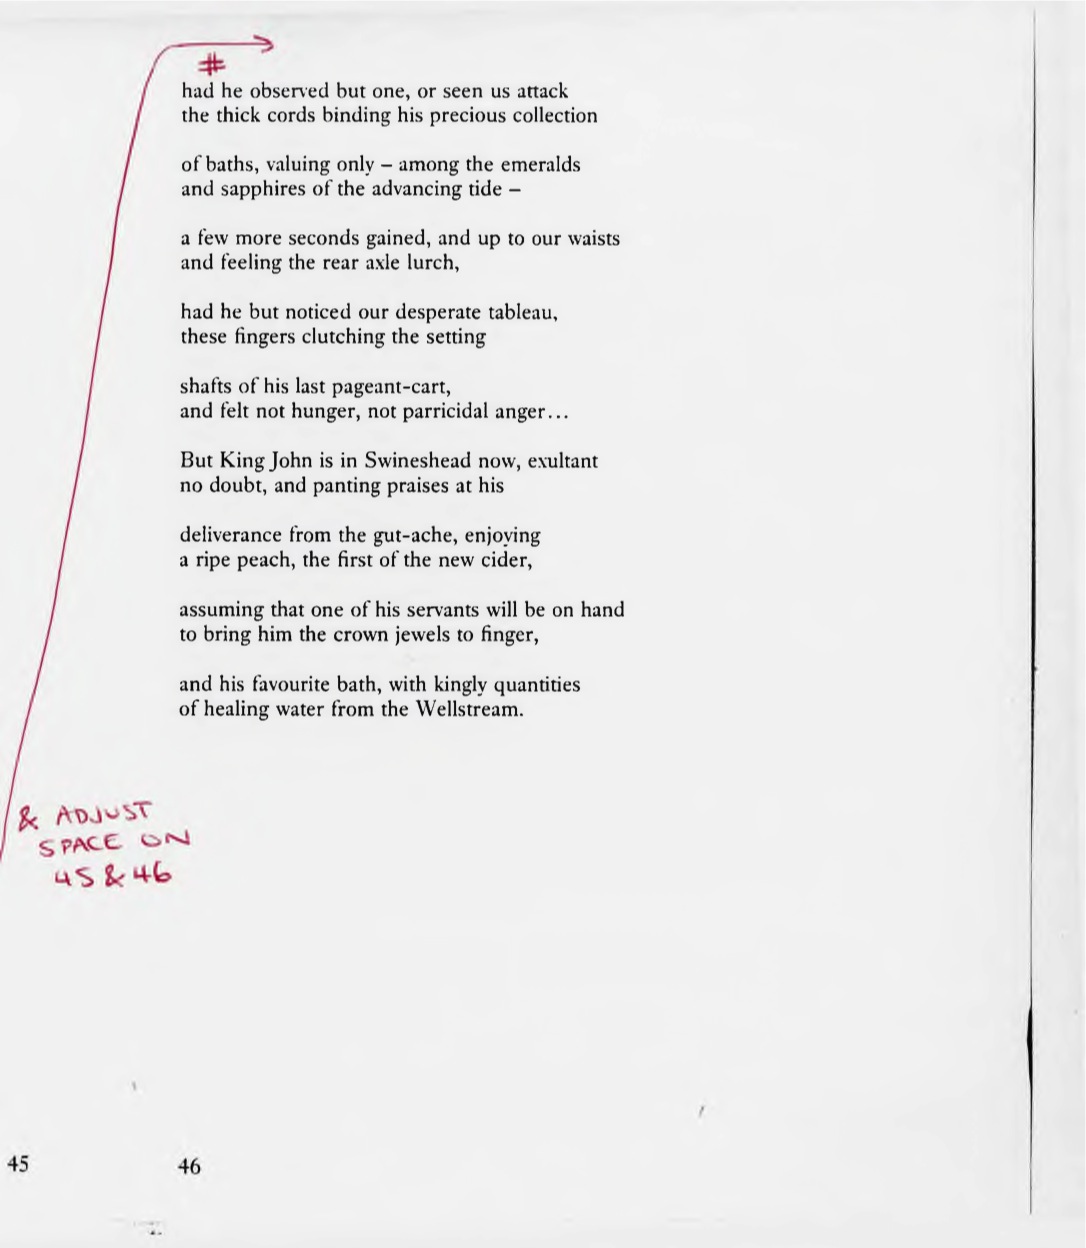 #
had he observed but one, or seen us attack
the thick cords binding his precious collection
of baths, valuing only – among the emeralds
and sapphires of the advancing tide –
a few more seconds gained, and up to our waists
and feeling the rear axle lurch,
had he but noticed our desperate tableau,
these fingers clutching the setting
shafts of his last pageant-cart,
and felt not hunger, not parricidal anger...
But King John is in Swineshead now, exultant
no doubt, and panting praises at his
deliverance from the gut-ache, enjoying
a ripe peach, the first of the new cider,
assuming that one of his servants will be on hand
to bring him the crown jewels to finger,
and his favourite bath, with kingly quantities
of healing water from the Wellstream.
& ADJUST
SPACE ON
45 & 46
45
46